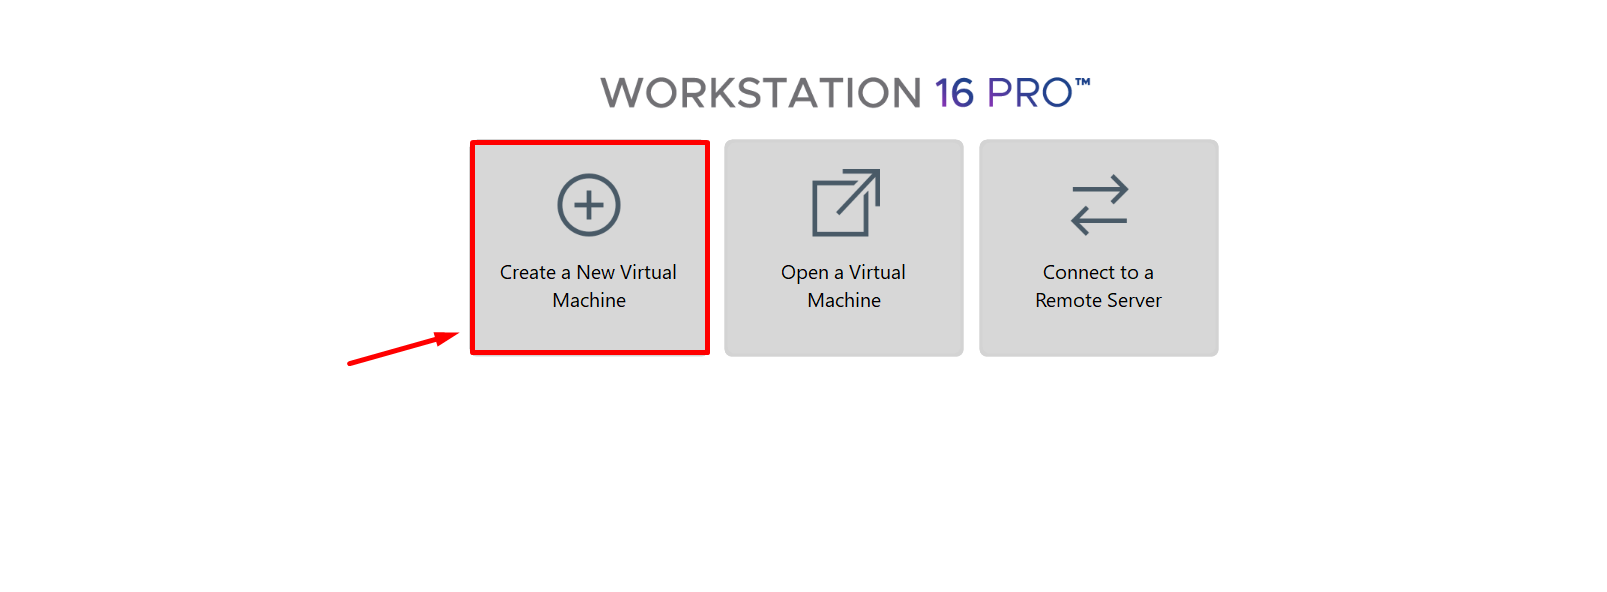 WORKSTATION 16 PRO™
Create a New Virtual
Machine
Open a Virtual
Machine
Connect to a
Remote Server